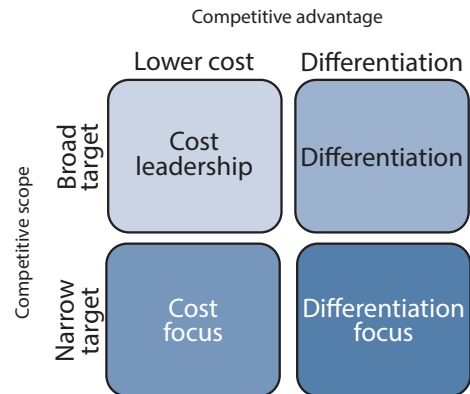 Competitive advantage
Lower cost
Differentiation
Competitive scope
Broad
target
Cost
leadership
Differentiation
Narrow
target
Cost
focus
Differentiation
focus